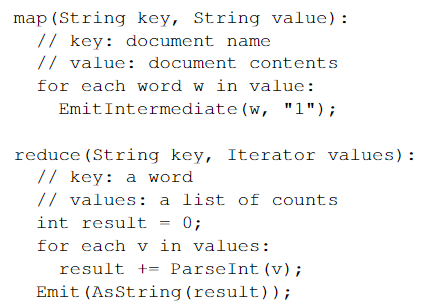 map(String key, String value):
// key: document name
// value: document contents
for each word w in value:
EmitIntermediate(w, "1");
reduce(String key, Iterator values):
// key: a word
// values: a list of counts
int result = 0;
for each v in values:
result += ParseInt(v);
Emit(AsString(result));